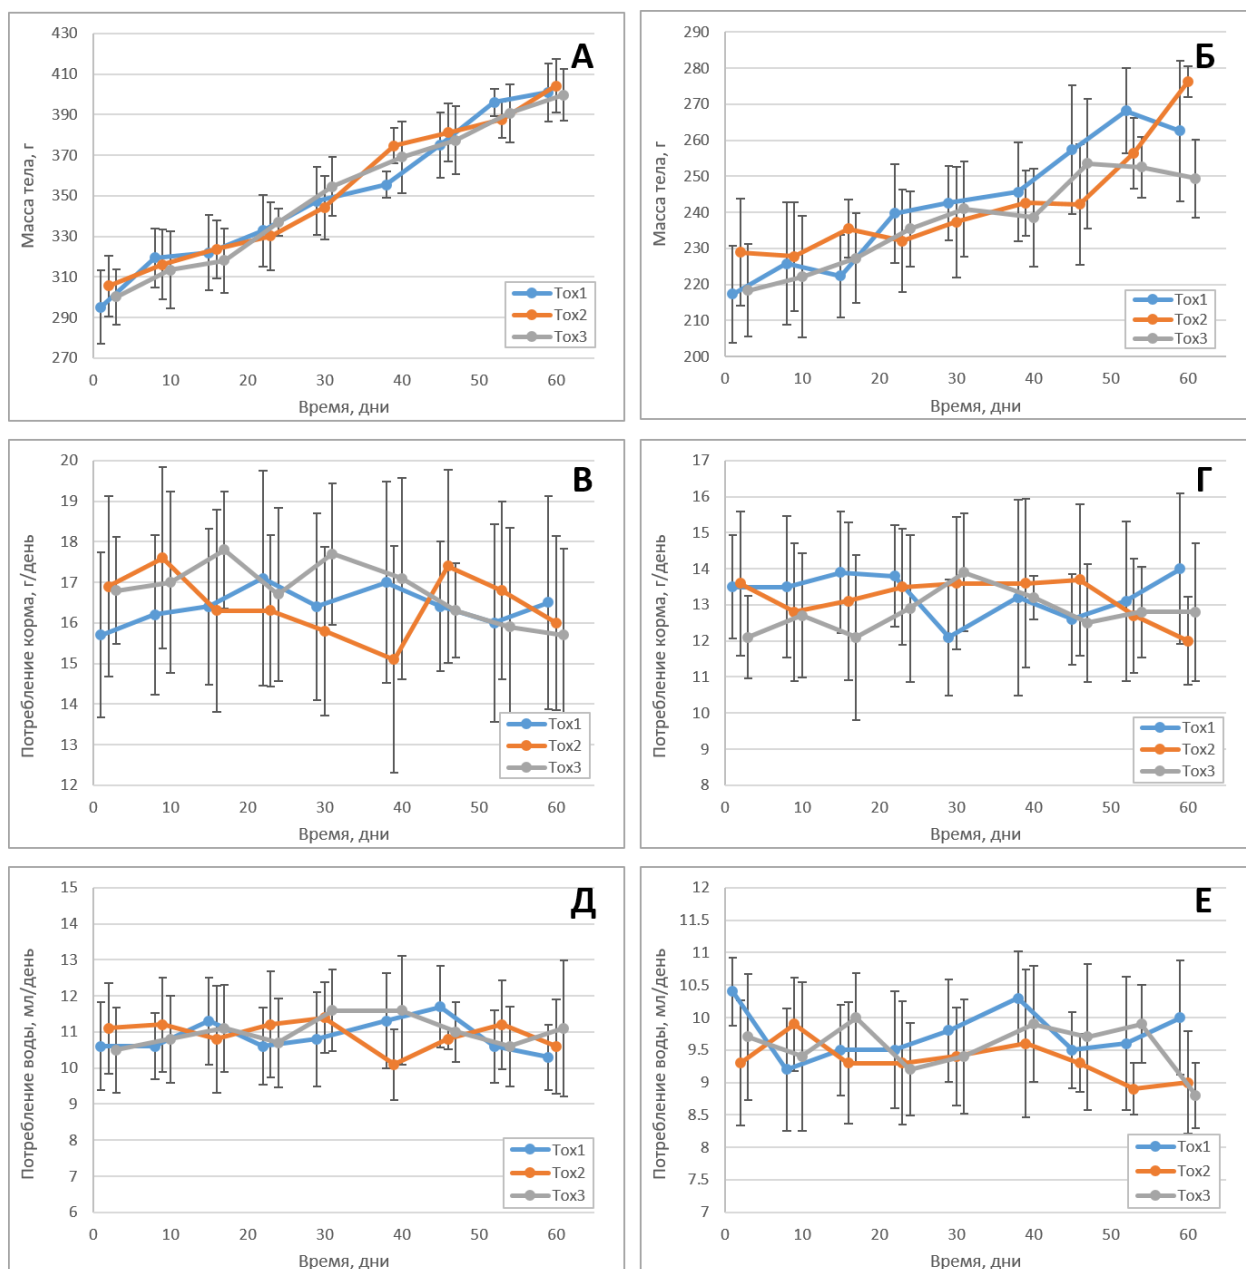 А
Масса тела, г
430
410
390
370
350
330
310
290
270
0 10 20 30 40 50 60
Время, дни
Tox1
Tox2
Tox3
Б
Масса тела, г
290
280
270
260
250
240
230
220
210
200
0 10 20 30 40 50 60
Время, дни
Tox1
Tox2
Tox3
В
Потребление корма, г/день
20
19
18
17
16
15
14
13
12
0 10 20 30 40 50 60
Время, дни
Tox1
Tox2
Tox3
Г
Потребление корма, г/день
17
16
15
14
13
12
11
10
9
8
0 10 20 30 40 50 60
Время, дни
Tox1
Tox2
Tox3
Д
Потребление воды, мл/день
15
14
13
12
11
10
9
8
7
6
0 10 20 30 40 50 60
Время, дни
Tox1
Tox2
Tox3
Е
Потребление воды, мл/день
12
11.5
11
10.5
10
9.5
9
8.5
8
7.5
7
0 10 20 30 40 50 60
Время, дни
Tox1
Tox2
Tox3